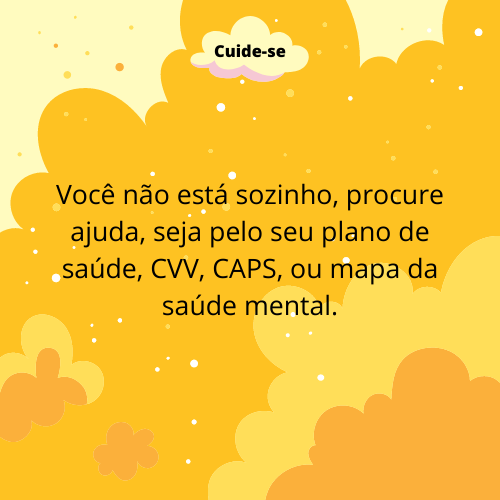 Cuide-se
Você não está sozinho, procure
ajuda, seja pelo seu plano de
saúde, CVV, CAPS, ou mapa da
saúde mental.